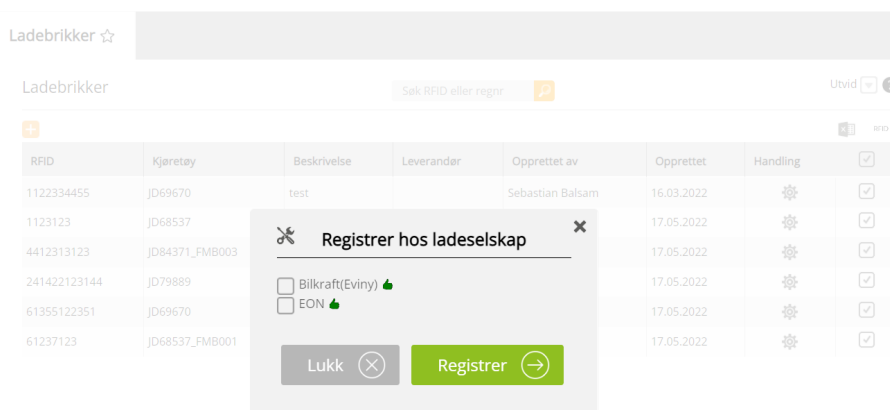 Ladebrikker
Ladebrikker
Søk RFID eller regnr
Utvid
RFID Kjøretøy Beskrivelse Leverandør Opprettet av Opprettet Handling
1122334455 JD69670 test Sebastian Balsam 16.03.2022
1123123 JD68537 17.05.2022
4412313123 JD84371_FMB003 17.05.2022
241422123144 JD79889 17.05.2022
61355122351 JD69670 17.05.2022
61237123 JD68537_FMB001 17.05.2022
Registrer hos ladeselskap
Bilkraft(Eviny)
EON
Lukk Registrer